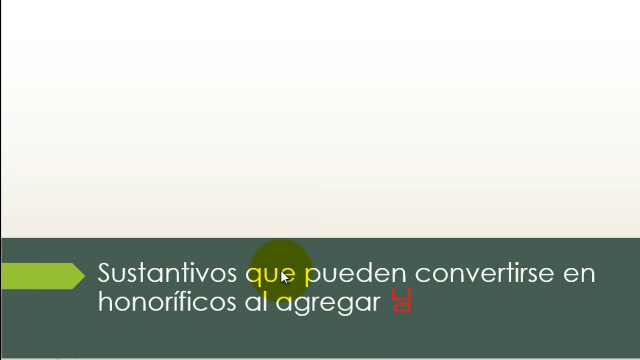 Sustantivos que pueden convertirse en
honoríficos al agregar 님